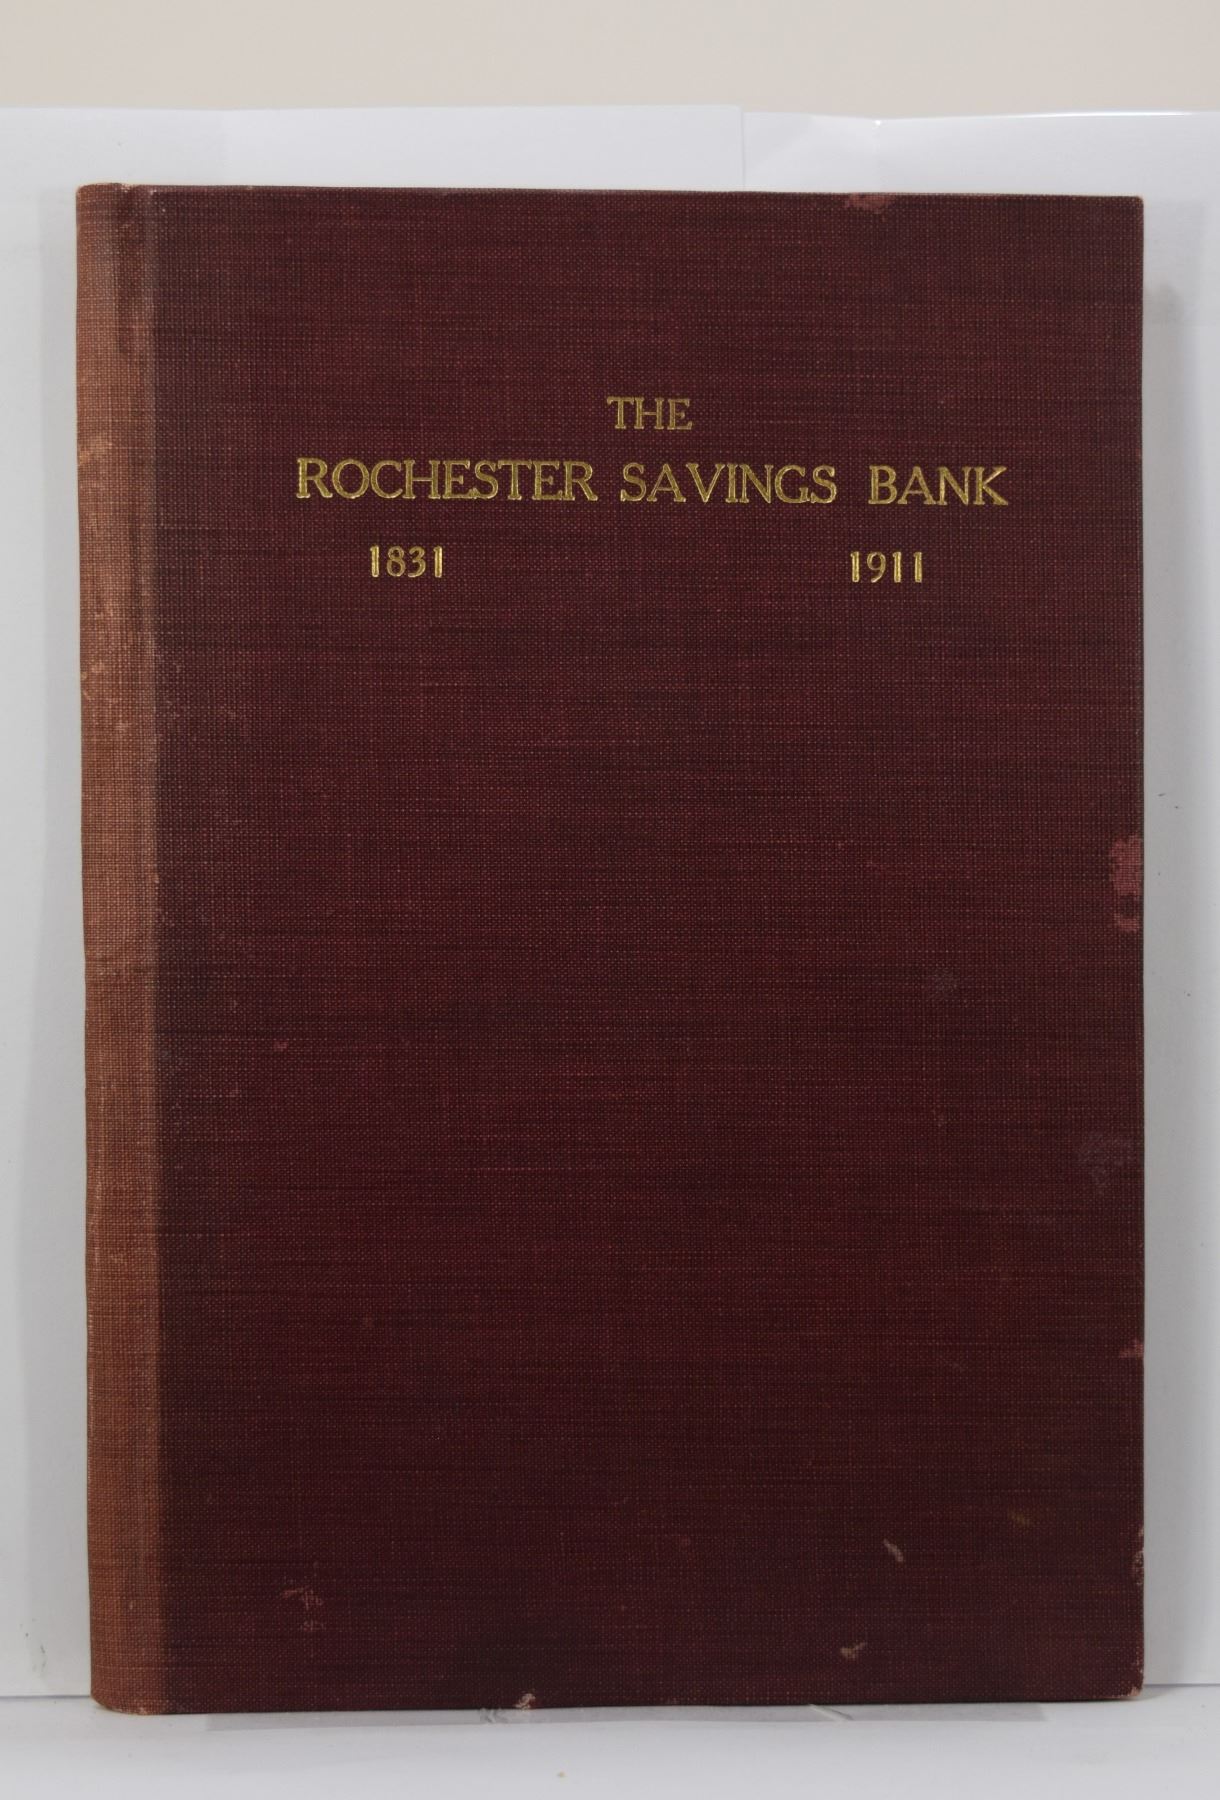 THE
ROCHESTER SAVINGS BANK
1831 1911